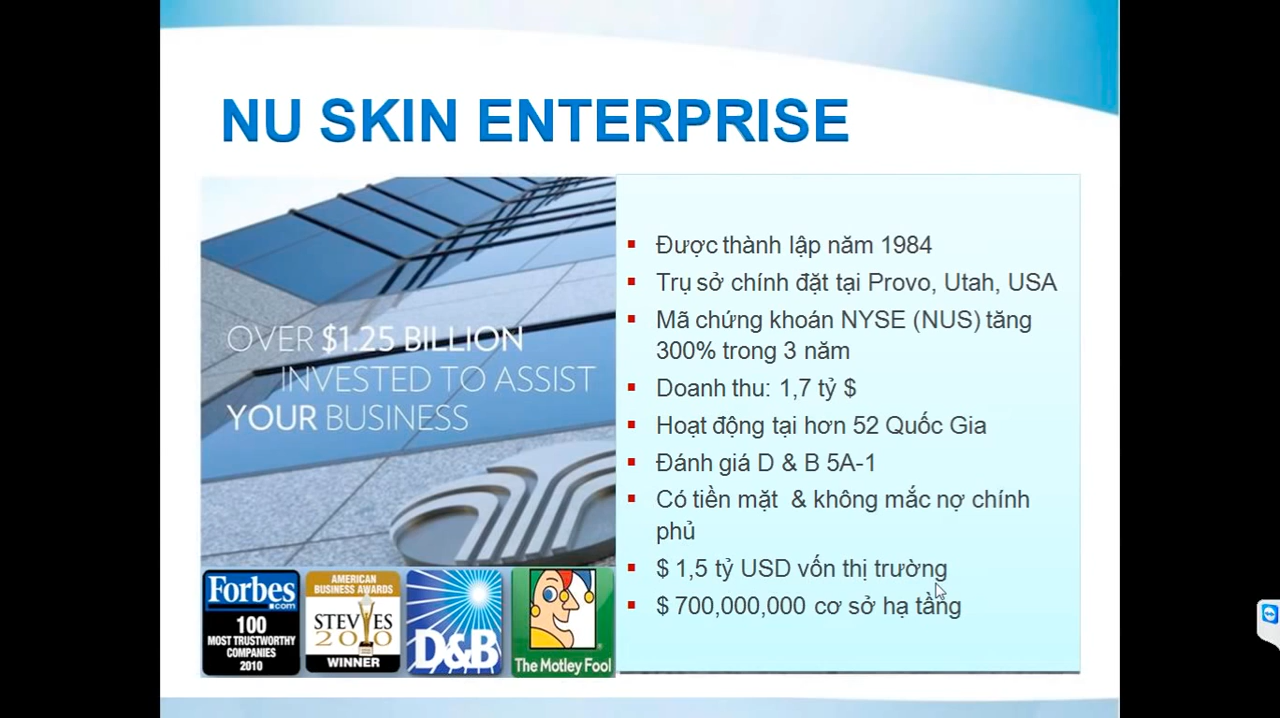 NU SKIN ENTERPRISE
OVER $1.25 BILLION
INVESTED TO ASSIST
YOUR BUSINESS
Forbes
.com
100
MOST TRUSTWORTHY
COMPANIES
2010
AMERICAN
BUSINESS AWARDS
STEVIES
2010
WINNER
D&B
The Motley Fool
Được thành lập năm 1984
Trụ sở chính đặt tại Provo, Utah, USA
Mã chứng khoán NYSE (NUS) tăng
300% trong 3 năm
Doanh thu: 1,7 tỷ $
Hoạt động tại hơn 52 Quốc Gia
Đánh giá D & B 5A-1
Có tiền mặt & không mắc nợ chính
phủ
$ 1,5 tỷ USD vốn thị trường
$ 700,000,000 cơ sở hạ tầng